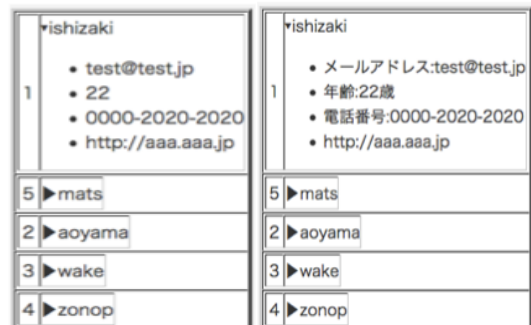 ▾ishizaki
1
• test@test.jp
• 22
• 0000-2020-2020
• http://aaa.aaa.jp
5 ▶mats
2 ▶aoyama
3 ▶wake
4 ▶zonop
▾ishizaki
1
• メールアドレス:test@test.jp
• 年齢:22歳
• 電話番号:0000-2020-2020
• http://aaa.aaa.jp
5 ▶mats
2 ▶aoyama
3 ▶wake
4 ▶zonop